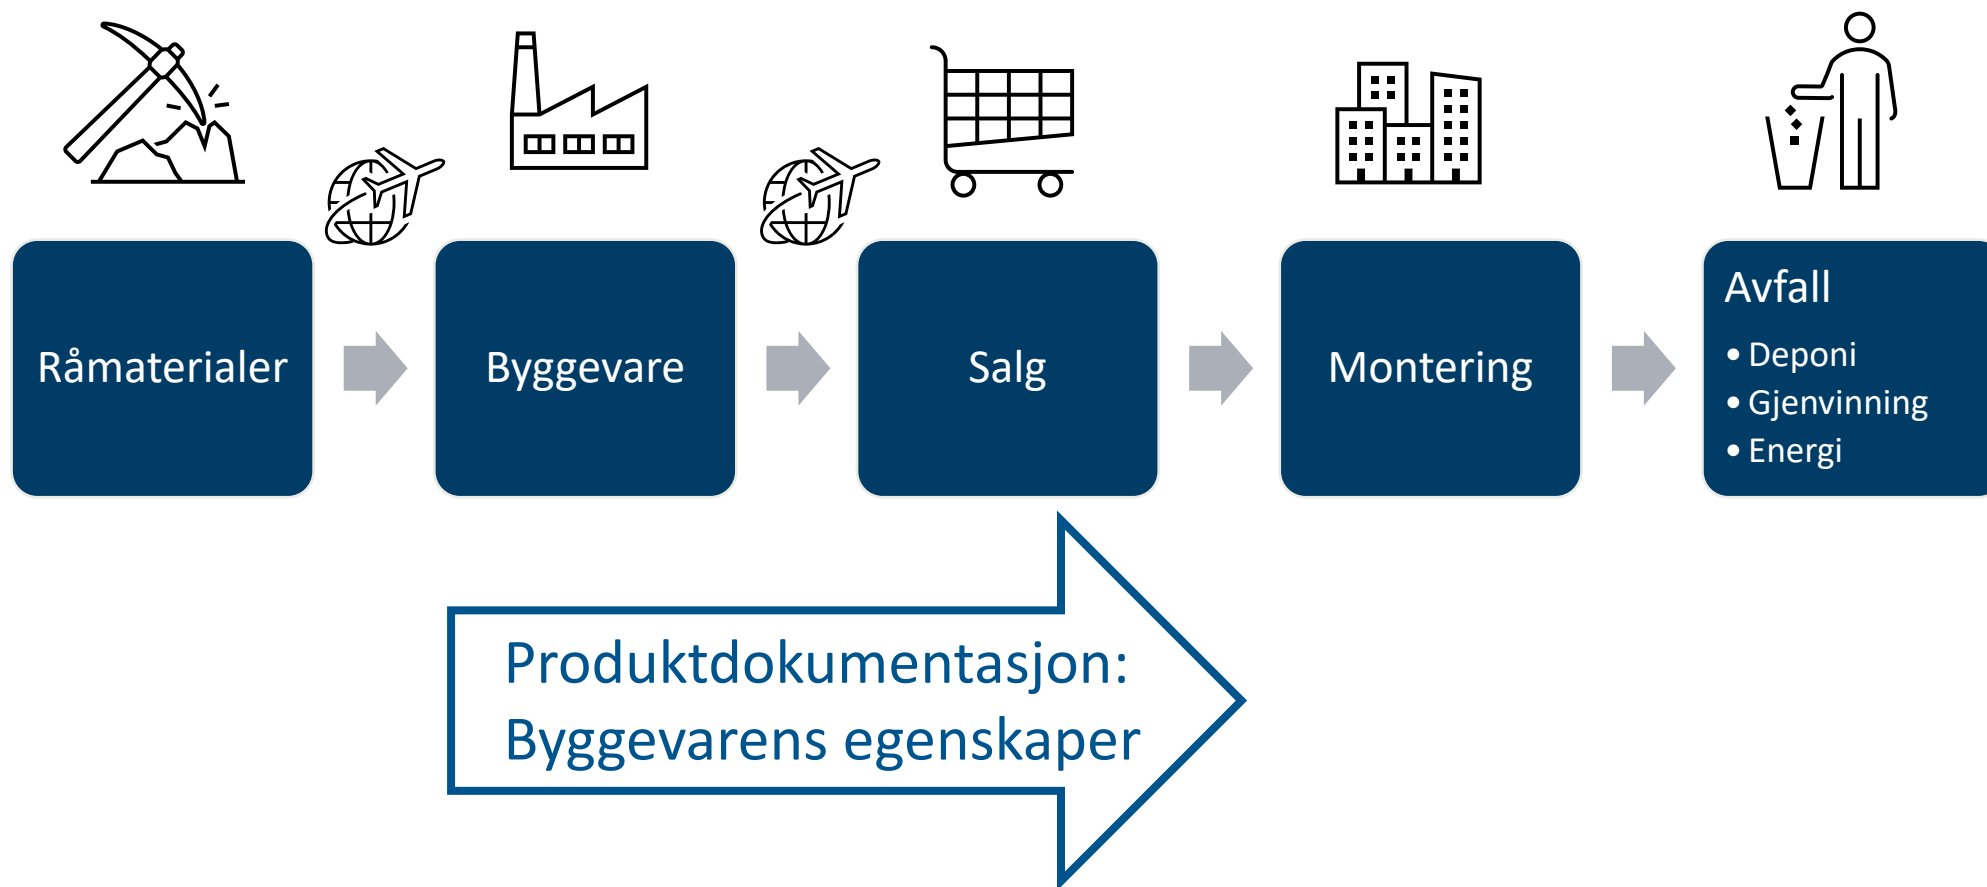 Råmaterialer
Byggevare
Salg
Montering
Avfall
• Deponi
• Gjenvinning
• Energi
Produktdokumentasjon:
Byggevarens egenskaper